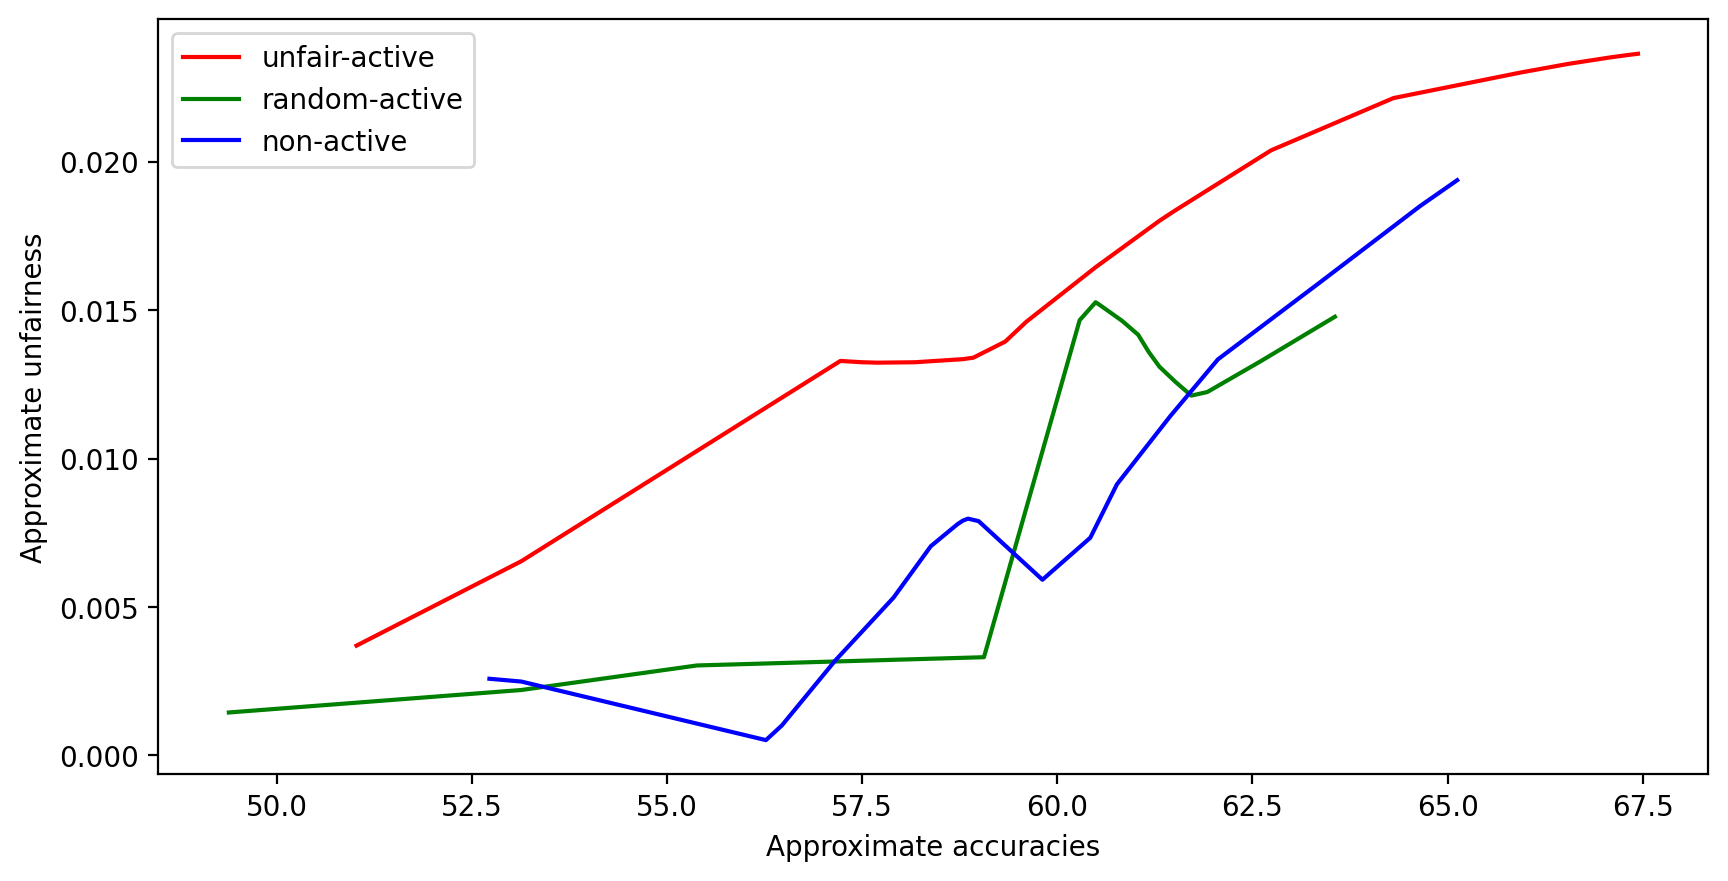 unfair-active
random-active
non-active
Approximate unfairness
0.020
0.015
0.010
0.005
0.000
50.0 52.5 55.0 57.5 60.0 62.5 65.0 67.5
Approximate accuracies